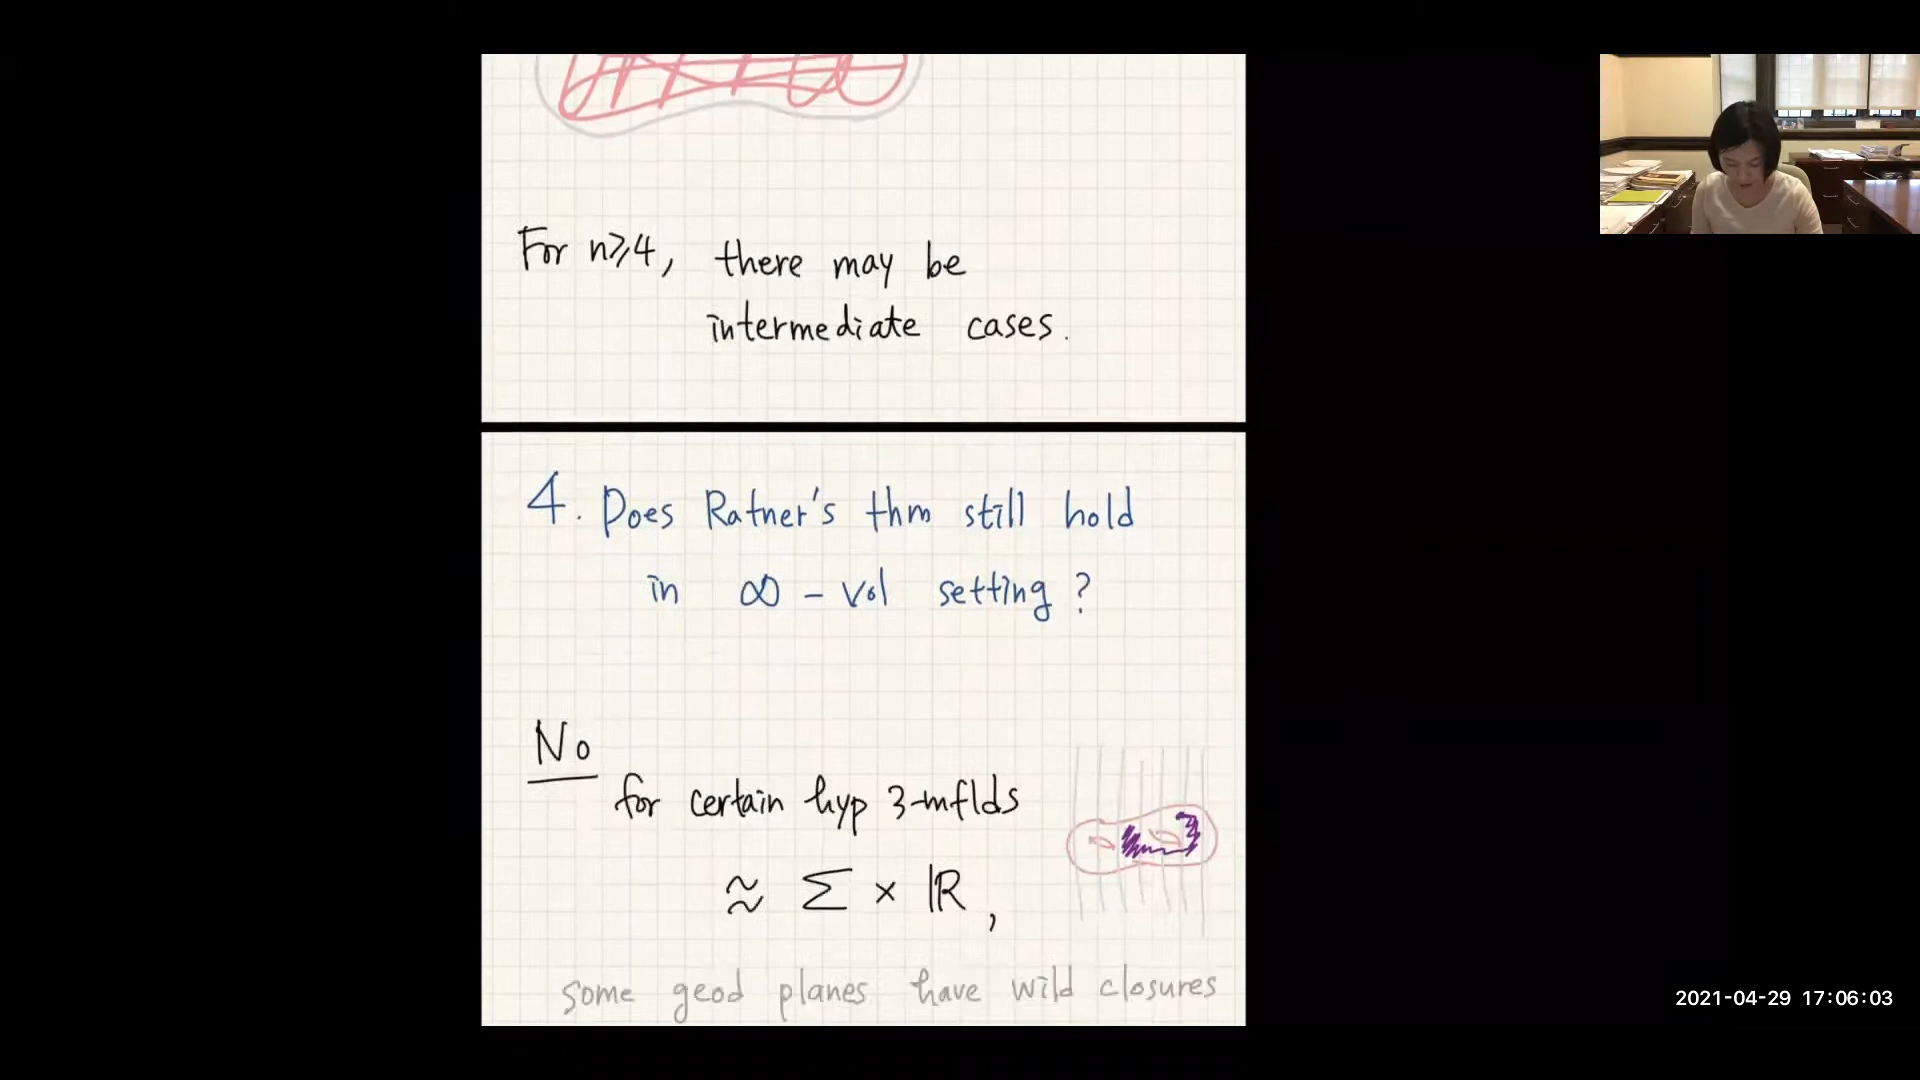 For n⩾4, there may be
intermediate cases.
4. Does Ratner's thm still hold
in ∞-vol setting?
No
for certain hyp 3-mflds
≈ Σ × ℝ,
some geod planes have wild closures
2021-04-29 17:06:03